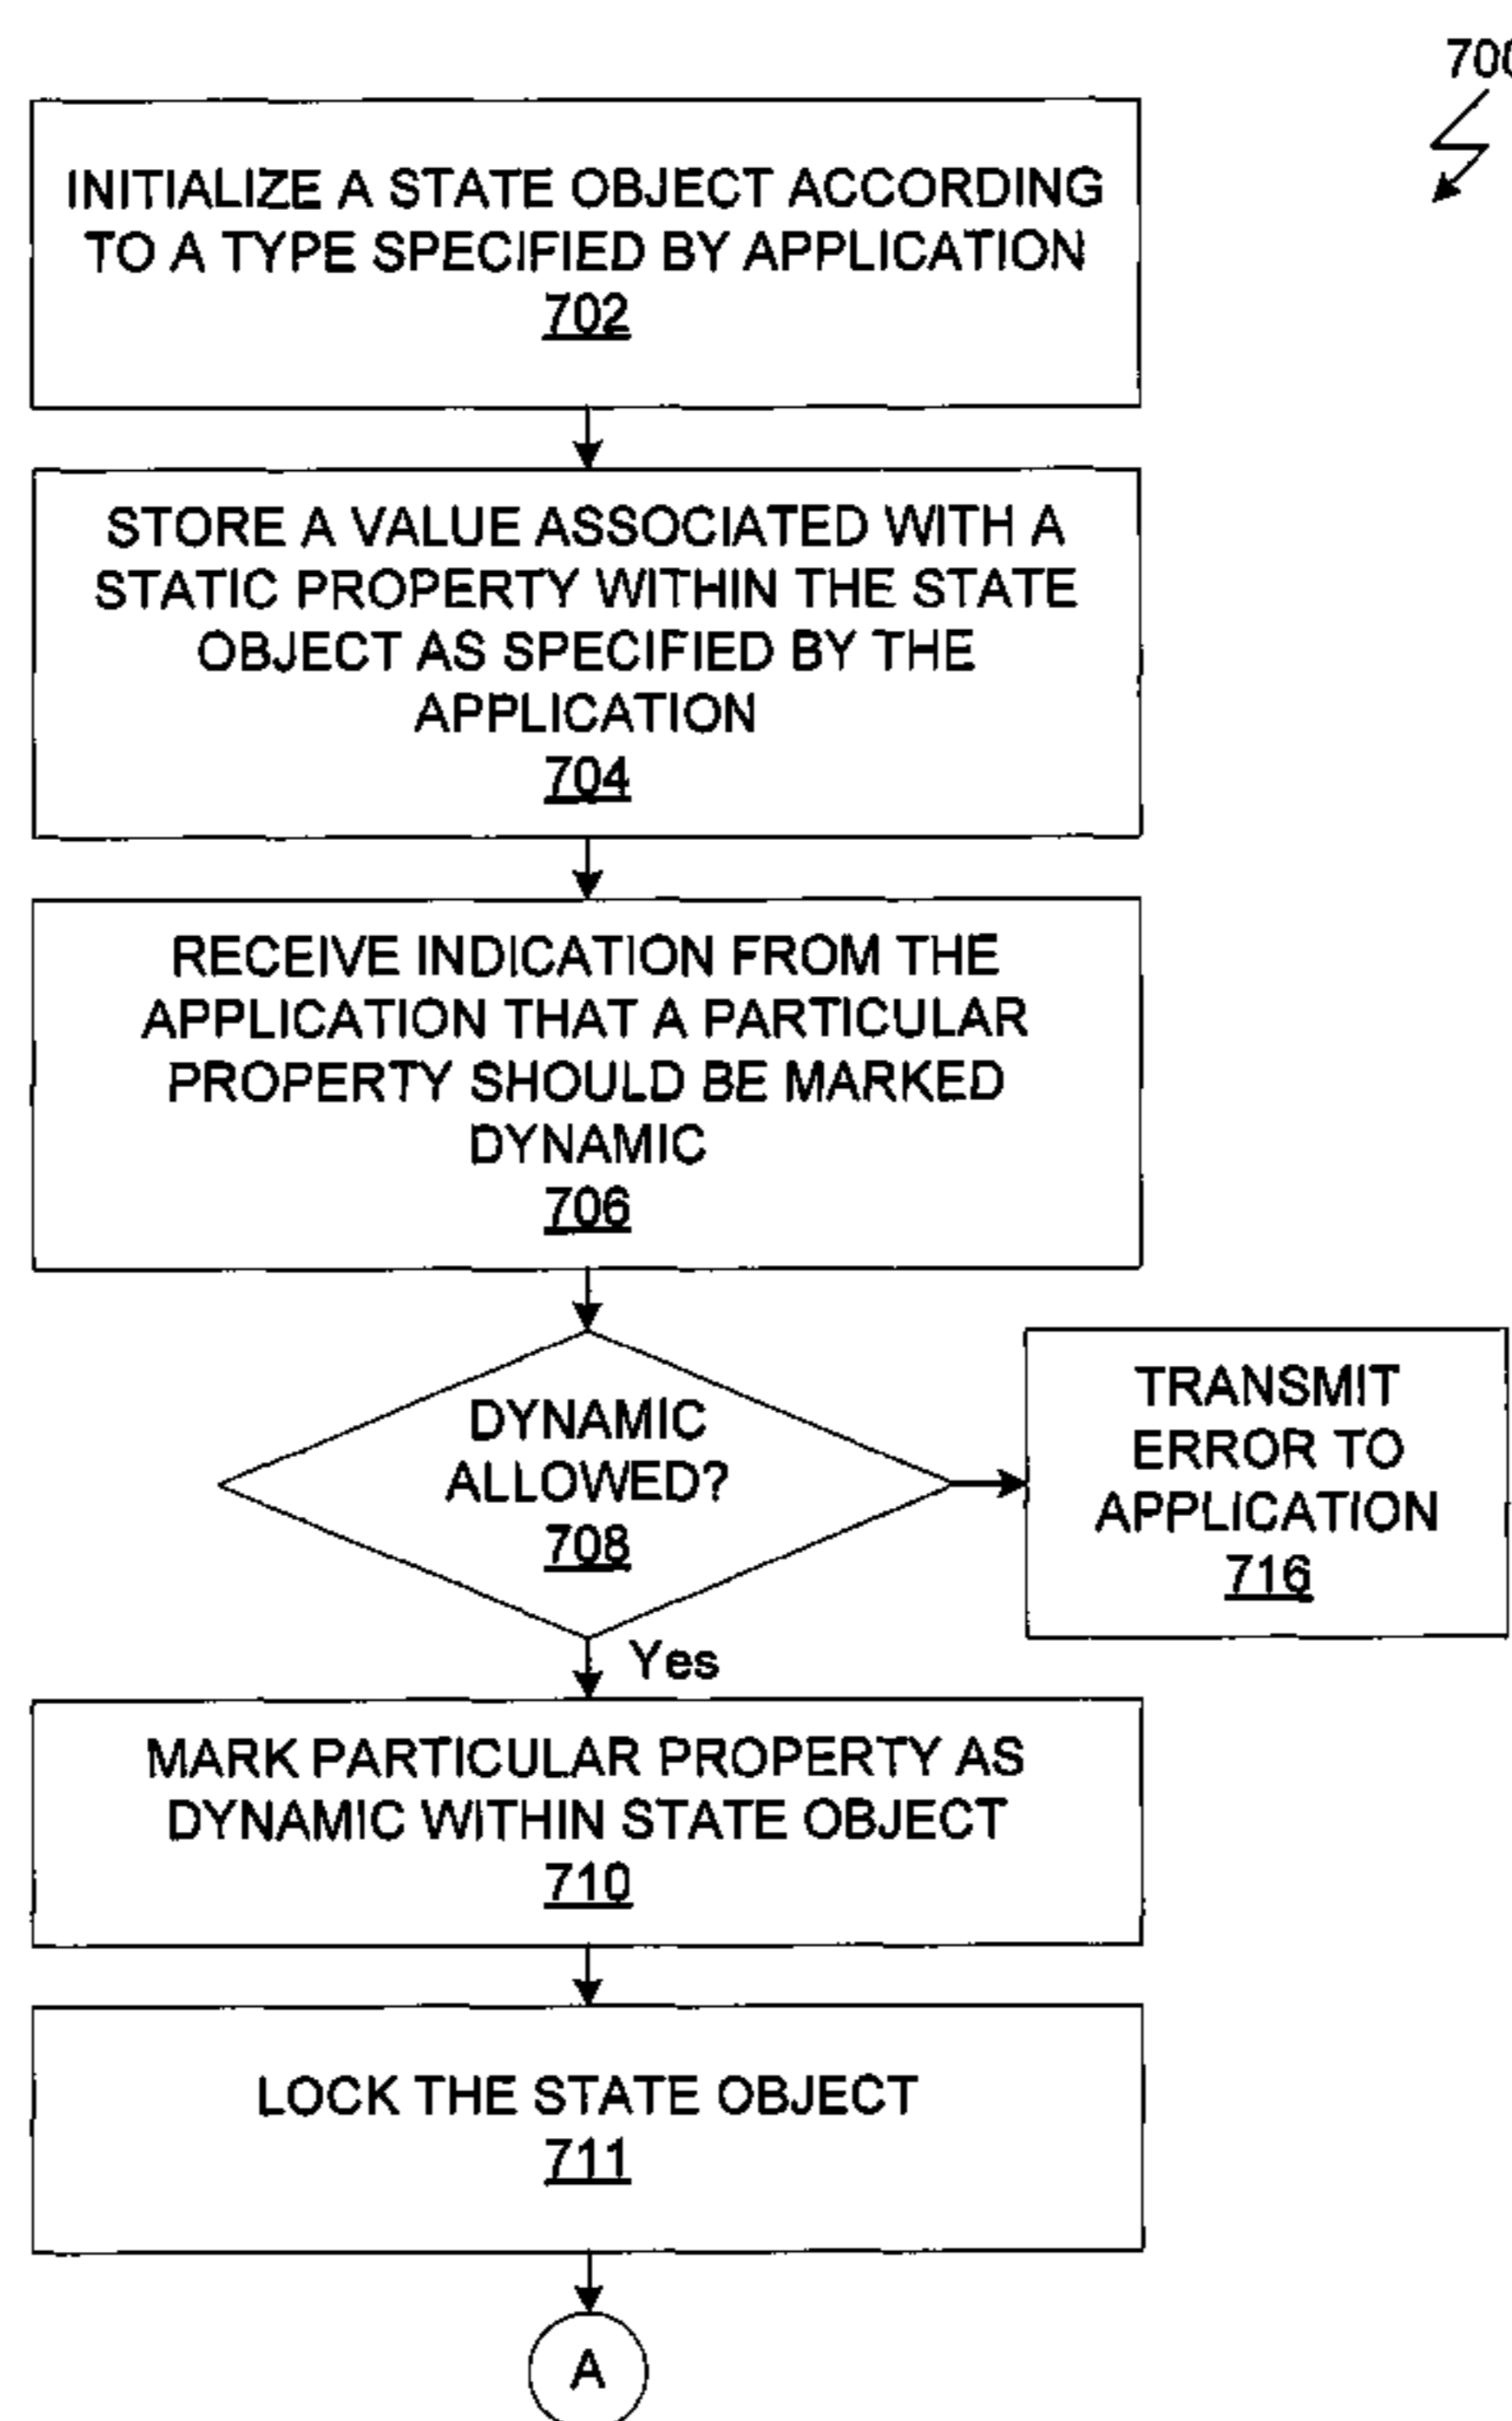 700
INITIALIZE A STATE OBJECT ACCORDING
TO A TYPE SPECIFIED BY APPLICATION
702
STORE A VALUE ASSOCIATED WITH A
STATIC PROPERTY WITHIN THE STATE
OBJECT AS SPECIFIED BY THE
APPLICATION
704
RECEIVE INDICATION FROM THE
APPLICATION THAT A PARTICULAR
PROPERTY SHOULD BE MARKED
DYNAMIC
706
DYNAMIC
ALLOWED?
708
TRANSMIT
ERROR TO
APPLICATION
716
Yes
MARK PARTICULAR PROPERTY AS
DYNAMIC WITHIN STATE OBJECT
710
LOCK THE STATE OBJECT
711
A